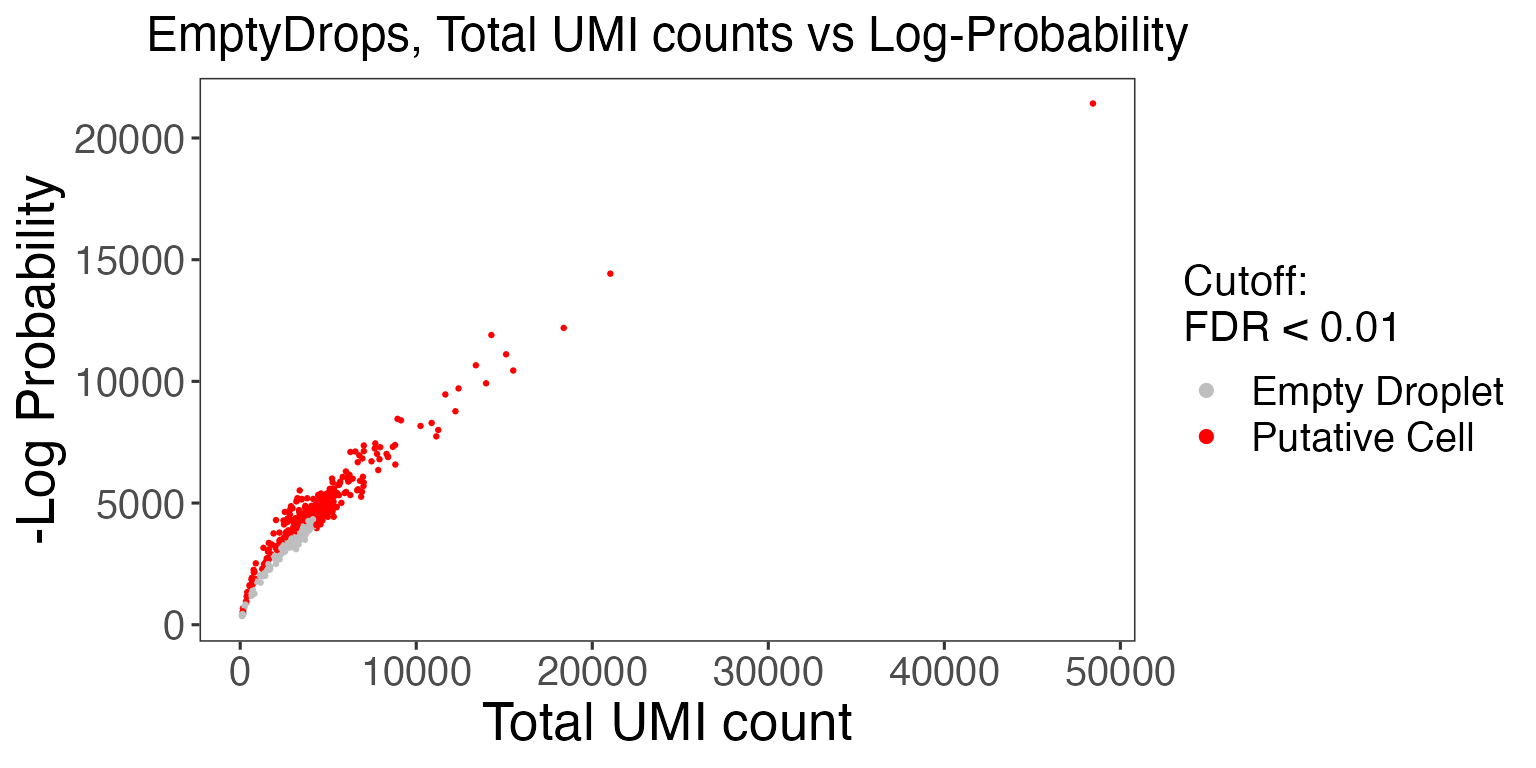 EmptyDrops, Total UMI counts vs Log-Probability
-Log Probability
20000
15000
10000
5000
0
0 10000 20000 30000 40000 50000
Total UMI count
Cutoff:
FDR < 0.01
Empty Droplet
Putative Cell